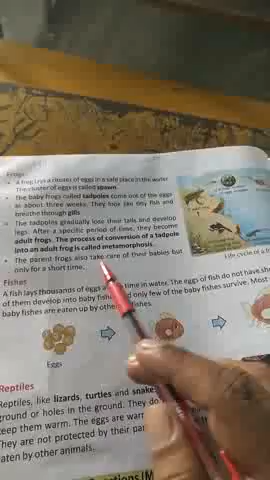 Frogs
• A frog lays a cluster of eggs in a safe place in the water.
The cluster of eggs is called spawn.
• The baby frogs called tadpoles come out of the eggs
in about three weeks. They look like tiny fish and
breathe through gills
• The tadpoles gradually lose their tails and develop
legs. After a specific period of time, they become
adult frogs. The process of conversion of a tadpole
into an adult frog is called metamorphosis.
• The parent frogs also take care of their babies but
only for a short time.
Life cycle of a
Fishes
A fish lays thousands of eggs at time in water. The eggs of fish do not have
of them develop into baby fish and only few of the baby fishes survive. Most
baby fishes are eaten up by other fishes.
Eggs
Reptiles
Reptiles, like lizards, turtles and snake
ground or holes in the ground. They do
keep them warm. The eggs are warm
They are not protected by their
eaten by other animals.